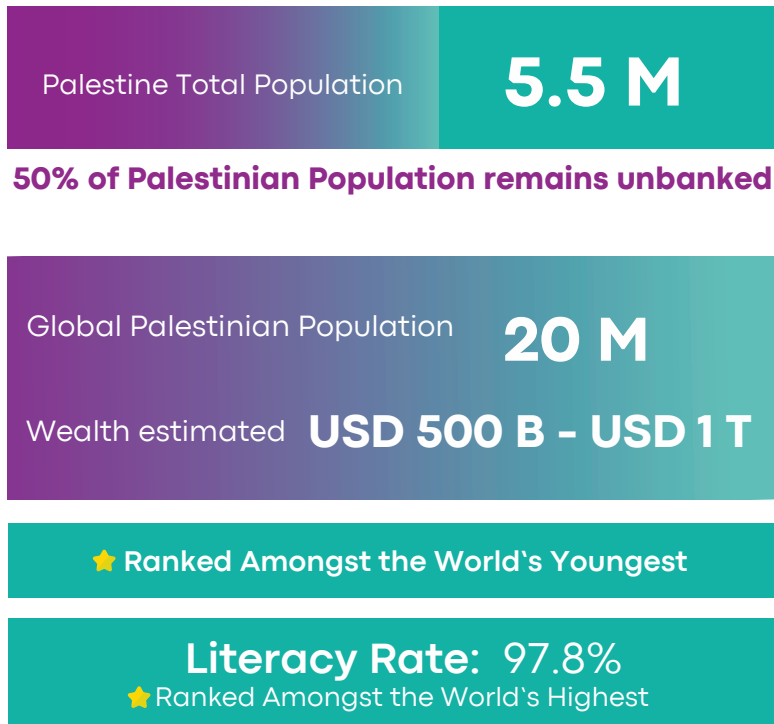 Palestine Total Population 5.5 M
50% of Palestinian Population remains unbanked
Global Palestinian Population 20 M
Wealth estimated USD 500 B - USD 1 T
Ranked Amongst the World‛s Youngest
Literacy Rate: 97.8%
Ranked Amongst the World‛s Highest